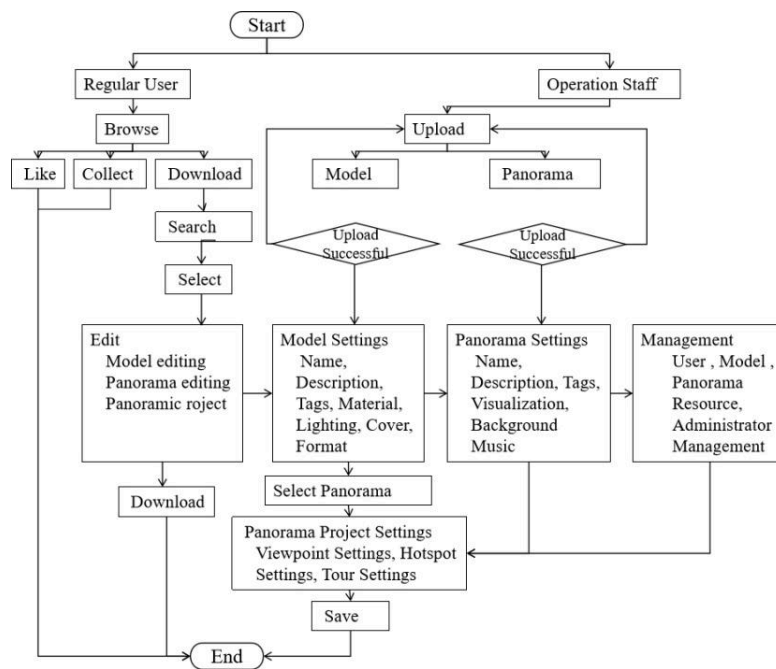 Start
Regular User
Operation Staff
Browse
Upload
Like
Collect
Download
Model
Panorama
Search
Upload
Successful
Upload
Successful
Select
Edit
Model editing
Panorama editing
Panoramic roject
Model Settings
Name,
Description,
Tags, Material,
Lighting, Cover,
Format
Panorama Settings
Name,
Description, Tags,
Visualization,
Background
Music
Management
User , Model ,
Panorama
Resource,
Administrator
Management
Download
Select Panorama
Panorama Project Settings
Viewpoint Settings, Hotspot
Settings, Tour Settings
Save
End